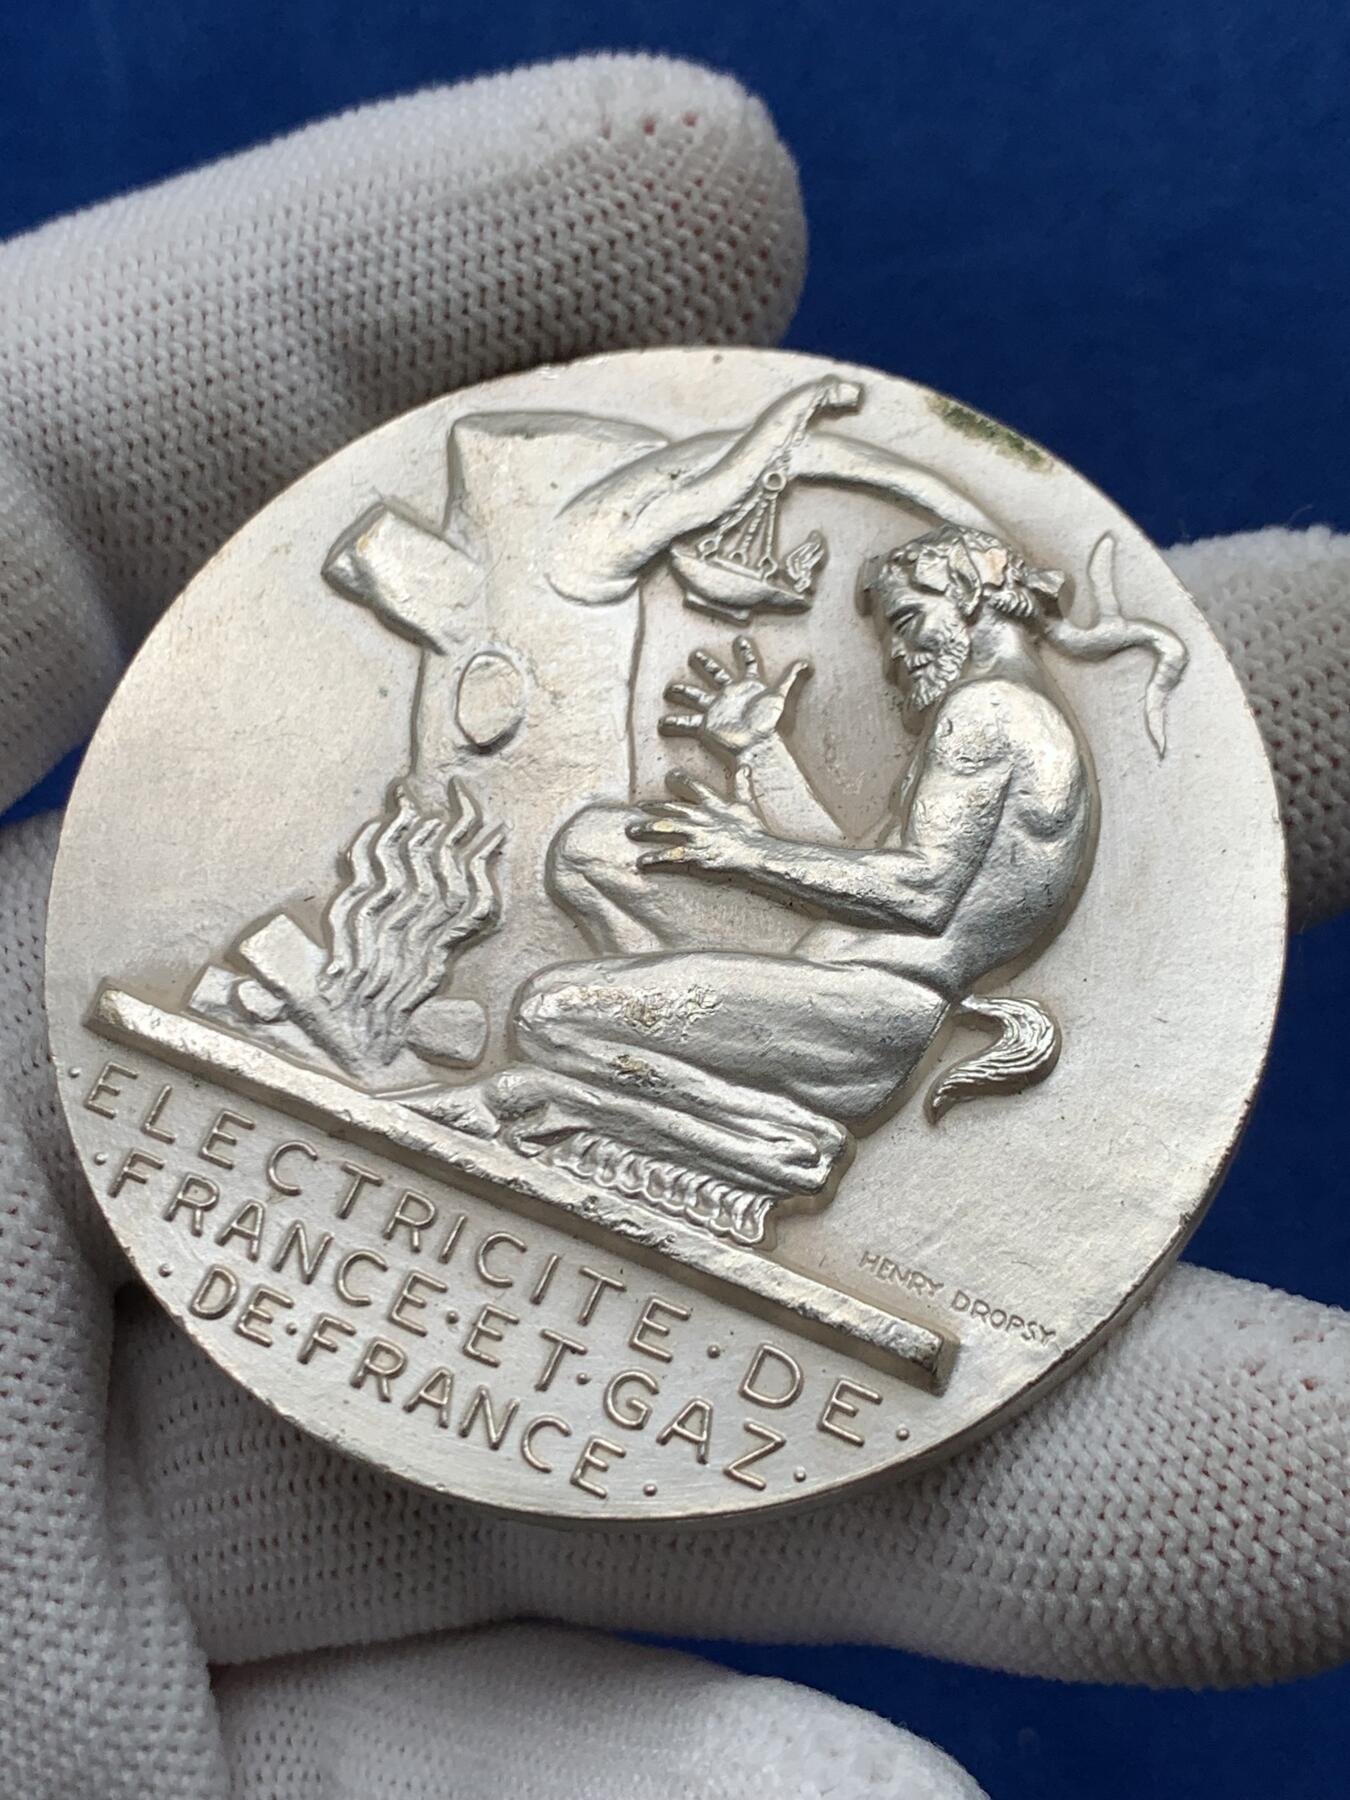 ·ELECTRICITE·DE·
·FRANCE·ET·GAZ·
·DE·FRANCE·
HENRY DROPSY